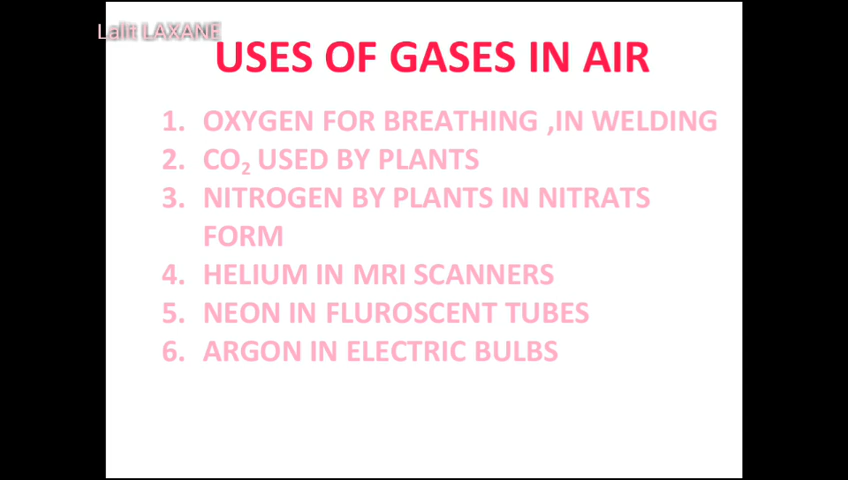 Lalit LAXANE
USES OF GASES IN AIR
1. OXYGEN FOR BREATHING ,IN WELDING
2. CO₂ USED BY PLANTS
3. NITROGEN BY PLANTS IN NITRATS
FORM
4. HELIUM IN MRI SCANNERS
5. NEON IN FLUROSCENT TUBES
6. ARGON IN ELECTRIC BULBS